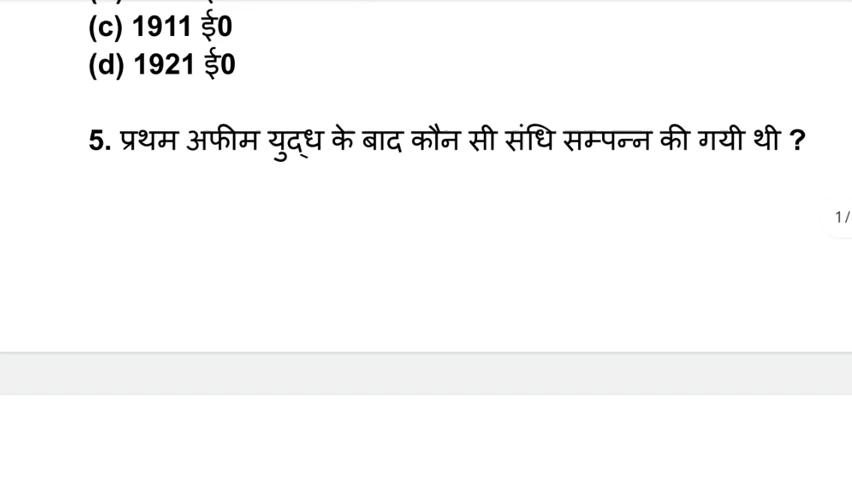 (c) 1911 ई0
(d) 1921 ई0
5. प्रथम अफीम युद्ध के बाद कौन सी संधि सम्पन्न की गयी थी ?
1/